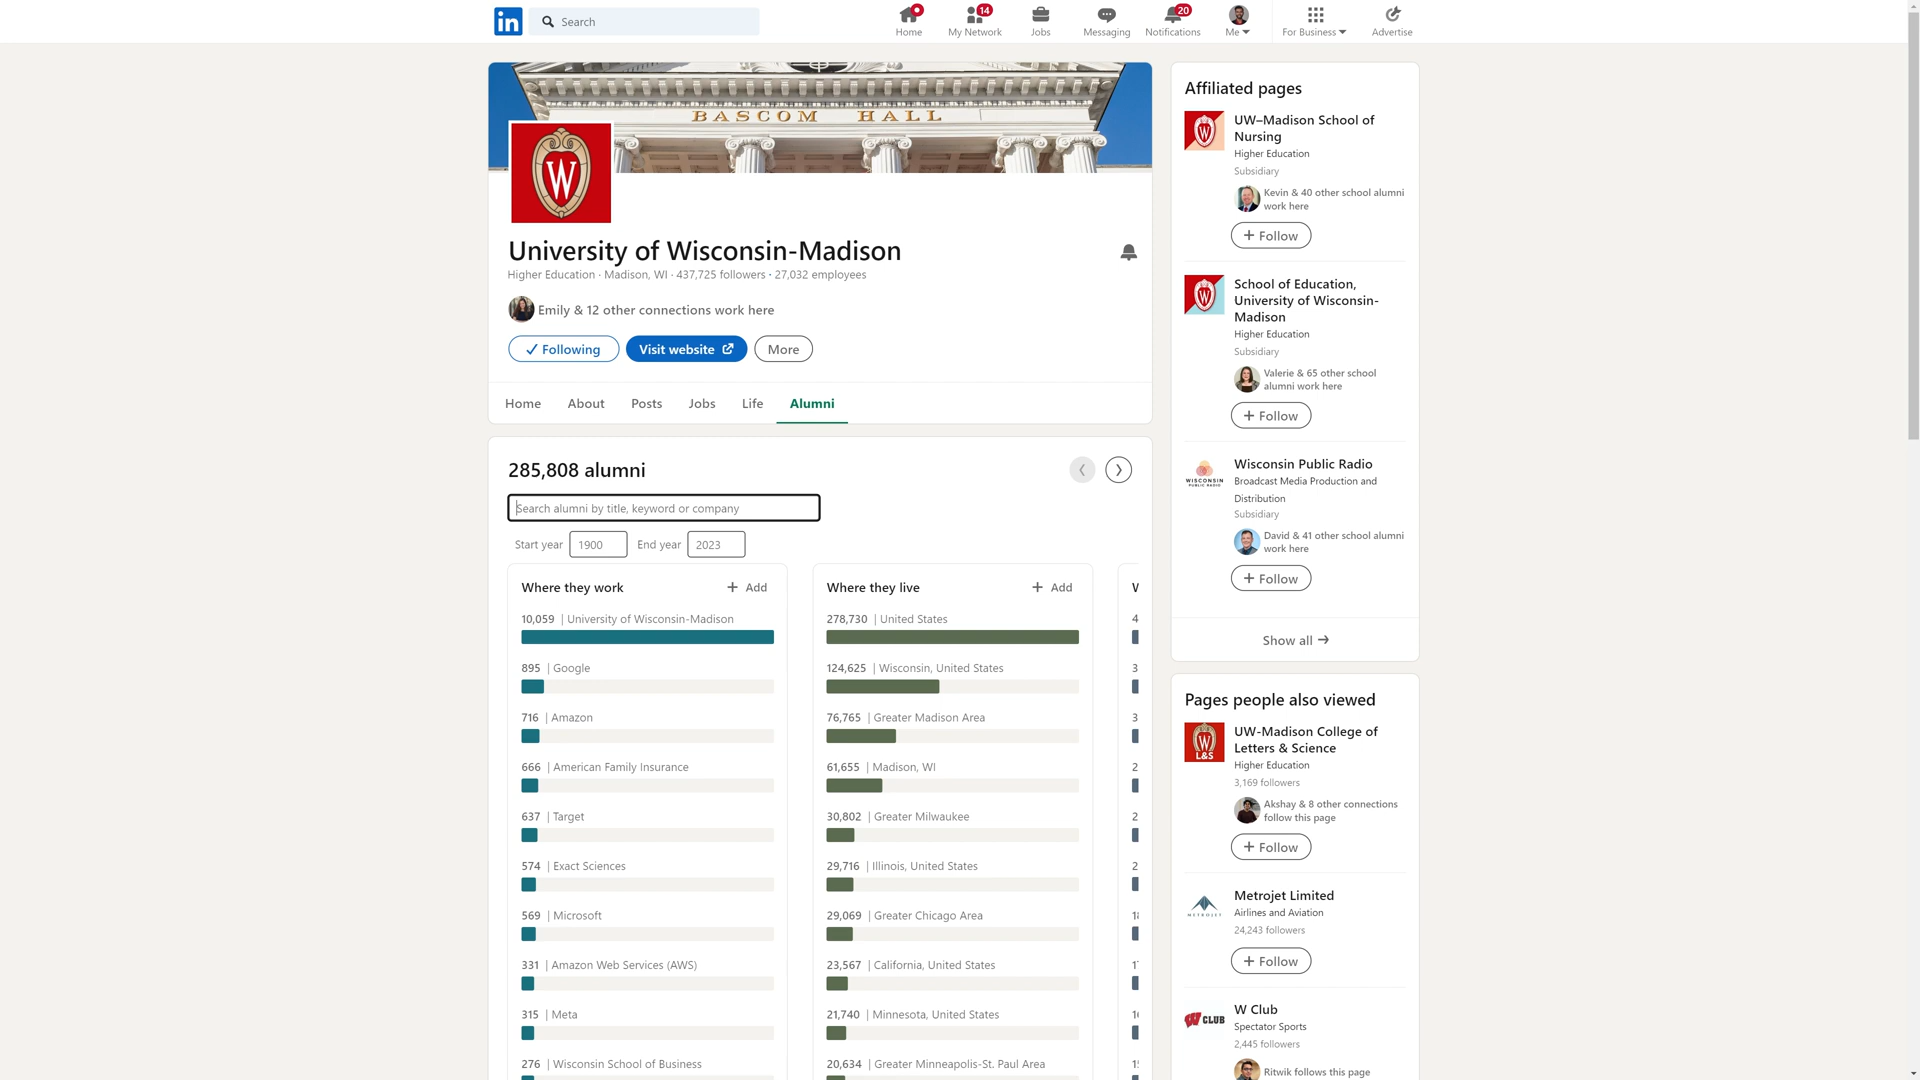 Search
Home
14
My Network
Jobs
Messaging
20
Notifications
Me
For Business
Advertise
BASCOM HALL
W
University of Wisconsin-Madison
Higher Education · Madison, WI · 437,725 followers · 27,032 employees
Emily & 12 other connections work here
Following
Visit website
More
Home
About
Posts
Jobs
Life
Alumni
285,808 alumni
Search alumni by title, keyword or company
Start year
1900
End year
2023
Where they work
+ Add
10,059 | University of Wisconsin-Madison
895 | Google
716 | Amazon
666 | American Family Insurance
637 | Target
574 | Exact Sciences
569 | Microsoft
331 | Amazon Web Services (AWS)
315 | Meta
276 | Wisconsin School of Business
Where they live
+ Add
278,730 | United States
124,625 | Wisconsin, United States
76,765 | Greater Madison Area
61,655 | Madison, WI
30,802 | Greater Milwaukee
29,716 | Illinois, United States
29,069 | Greater Chicago Area
23,567 | California, United States
21,740 | Minnesota, United States
20,634 | Greater Minneapolis-St. Paul Area
Affiliated pages
UW–Madison School of
Nursing
Higher Education
Subsidiary
Kevin & 40 other school alumni
work here
+ Follow
School of Education,
University of Wisconsin-
Madison
Higher Education
Subsidiary
Valerie & 65 other school
alumni work here
+ Follow
WISCONSIN
PUBLIC RADIO
Wisconsin Public Radio
Broadcast Media Production and
Distribution
Subsidiary
David & 41 other school alumni
work here
+ Follow
Show all →
Pages people also viewed
L&S
UW-Madison College of
Letters & Science
Higher Education
3,169 followers
Akshay & 8 other connections
follow this page
+ Follow
METROJET
Metrojet Limited
Airlines and Aviation
24,243 followers
+ Follow
W CLUB
W Club
Spectator Sports
2,445 followers
Ritwik follows this page